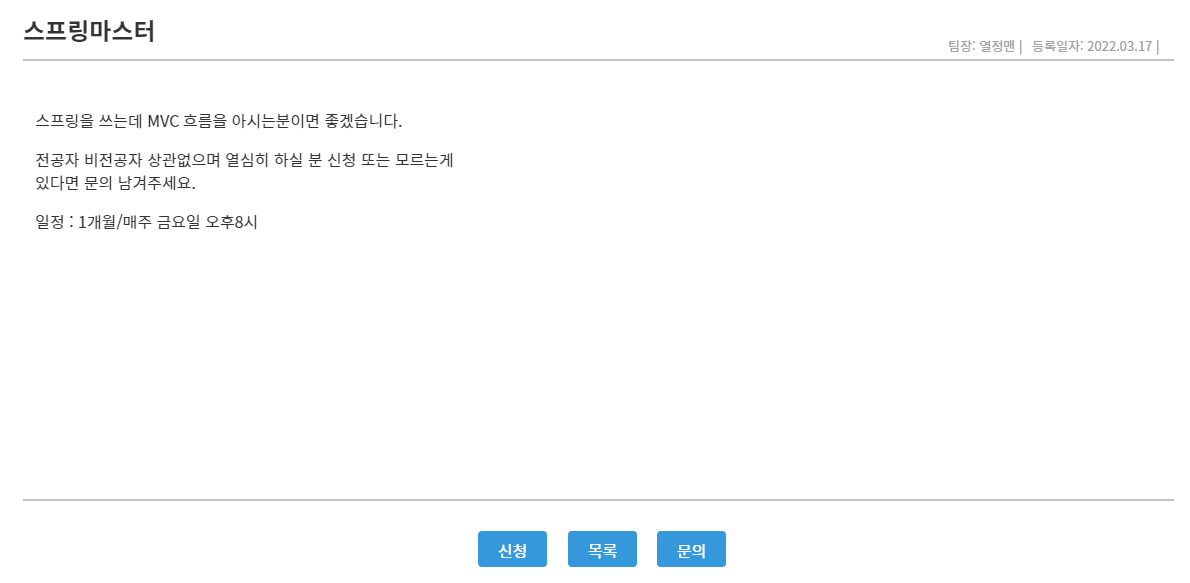 스프링마스터
팀장: 열정맨 | 등록일자: 2022.03.17 |
스프링을 쓰는데 MVC 흐름을 아시는분이면 좋겠습니다.
전공자 비전공자 상관없으며 열심히 하실 분 신청 또는 모르는게
있다면 문의 남겨주세요.
일정 : 1개월/매주 금요일 오후8시
신청 목록 문의